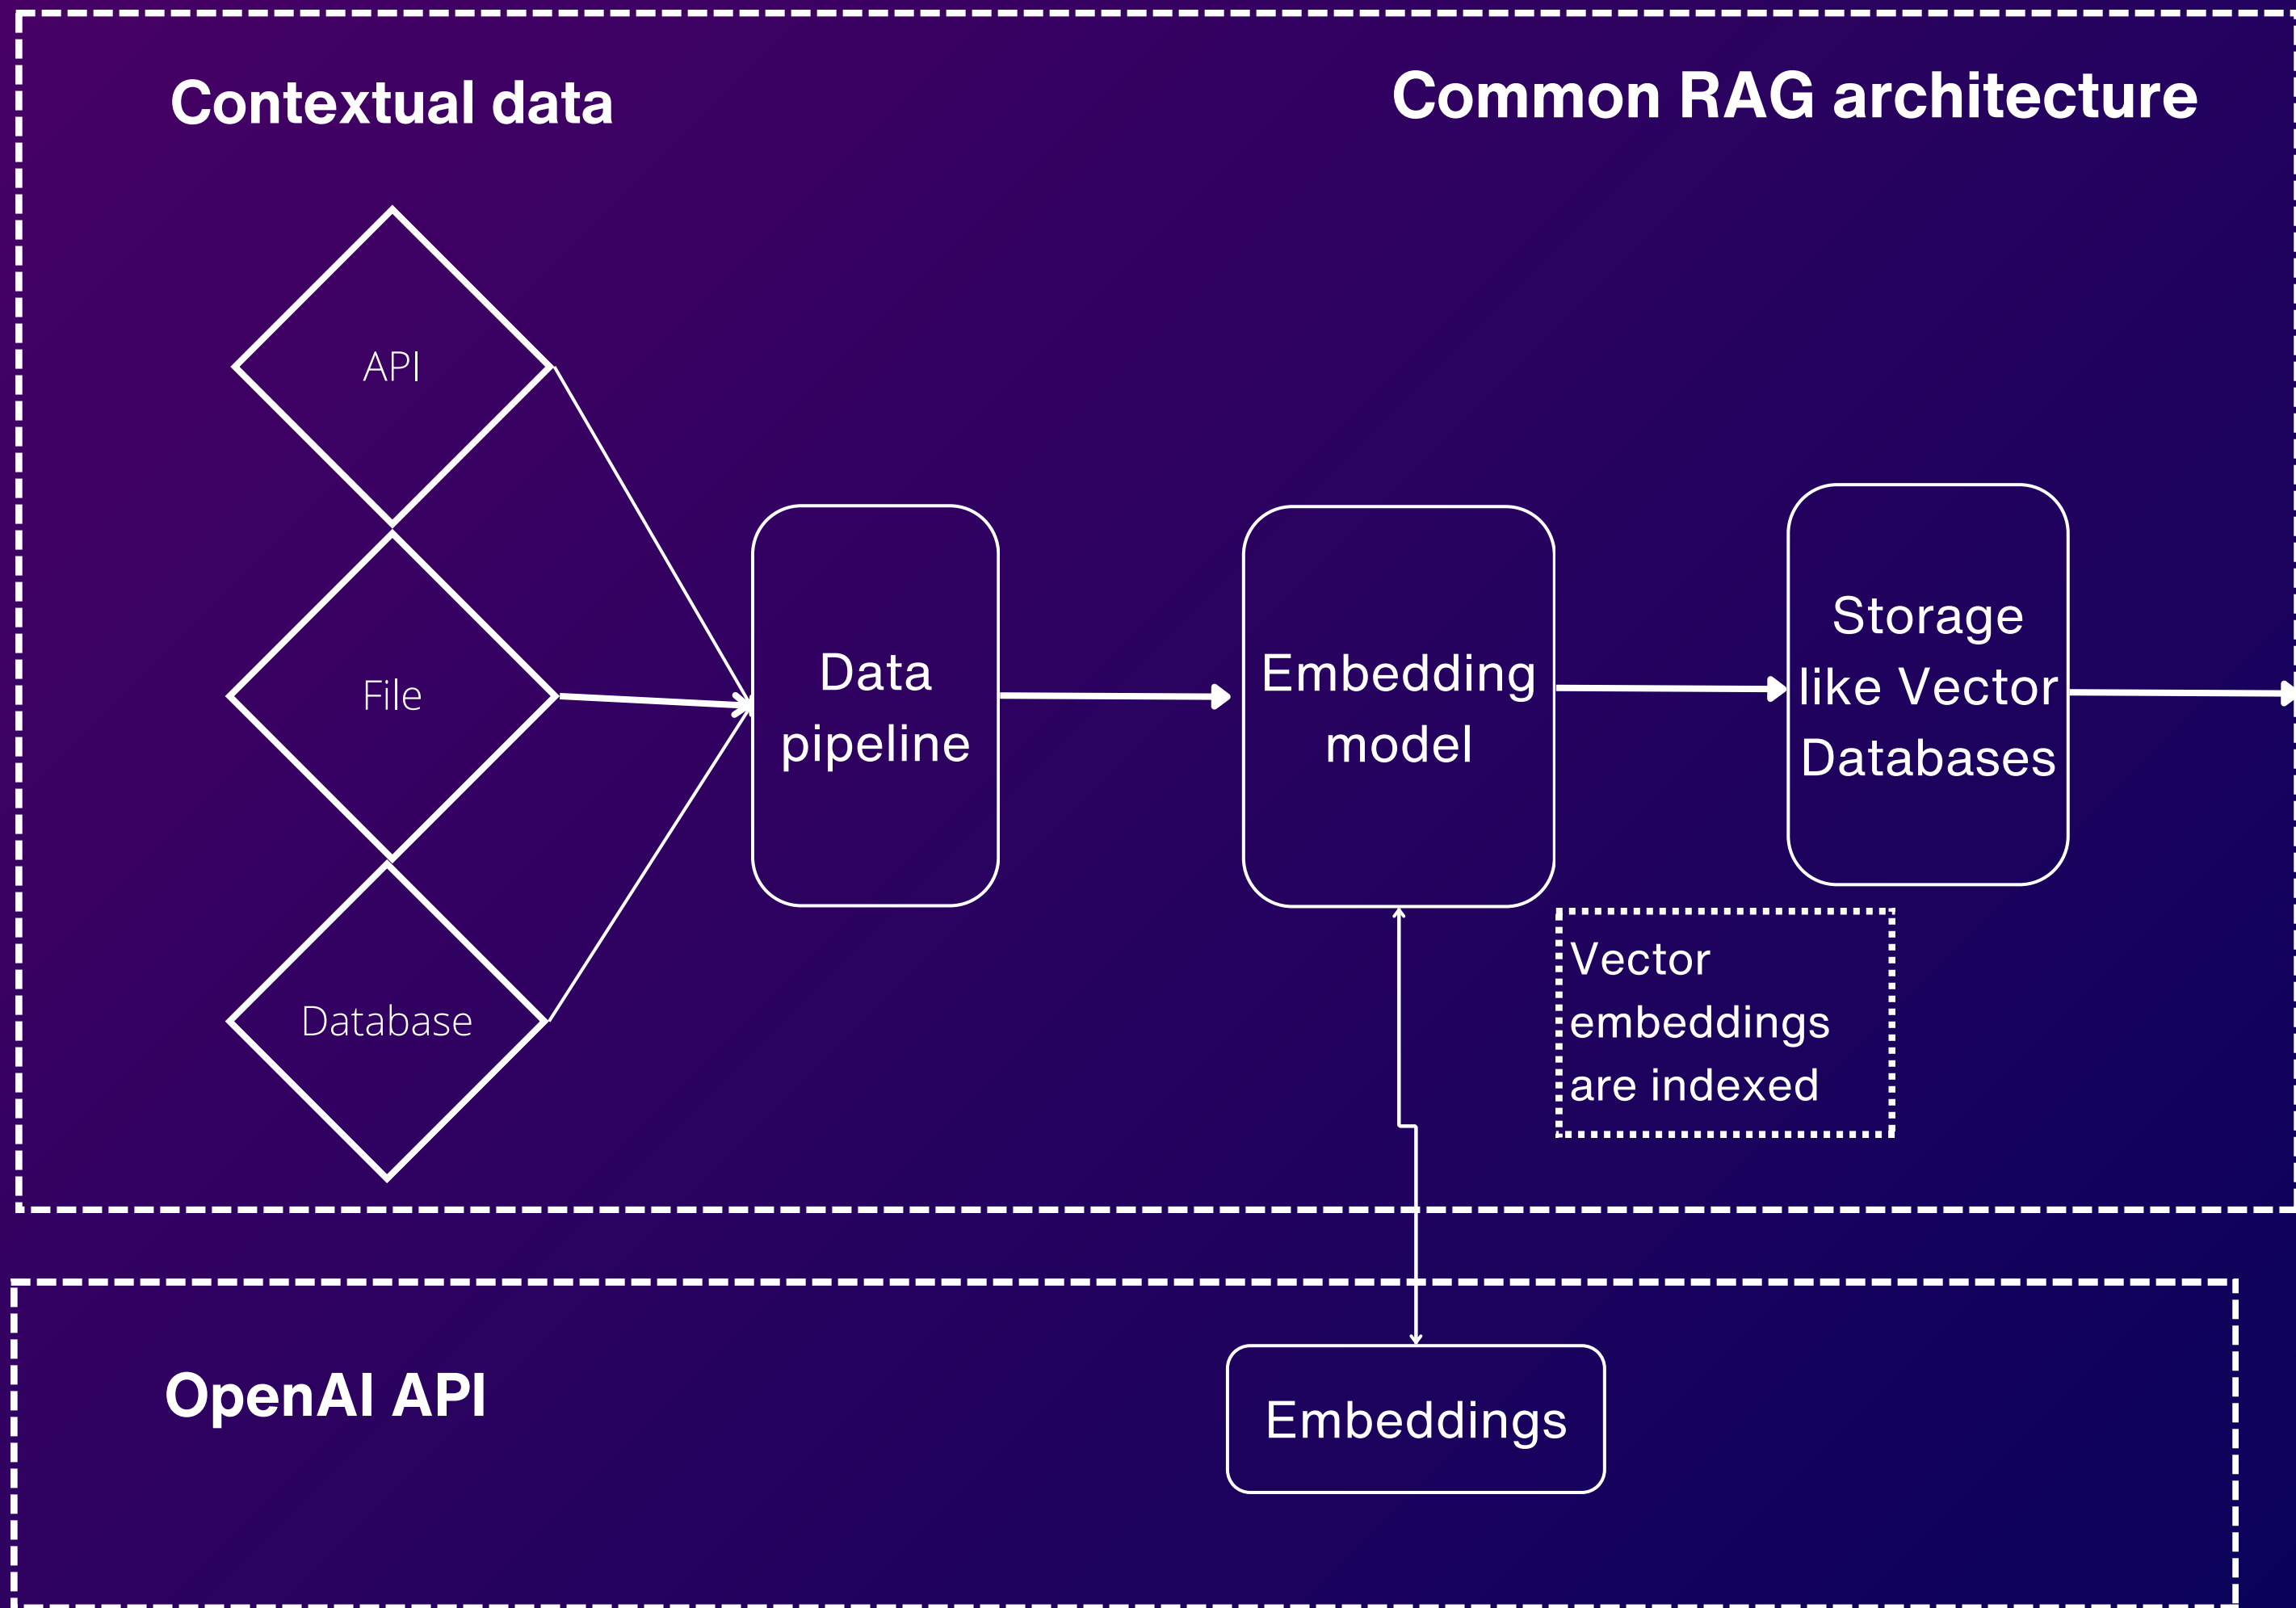 Contextual data
Common RAG architecture
API
File
Database
Data
pipeline
Embedding
model
Storage
like Vector
Databases
Vector
embeddings
are indexed
OpenAI API
Embeddings